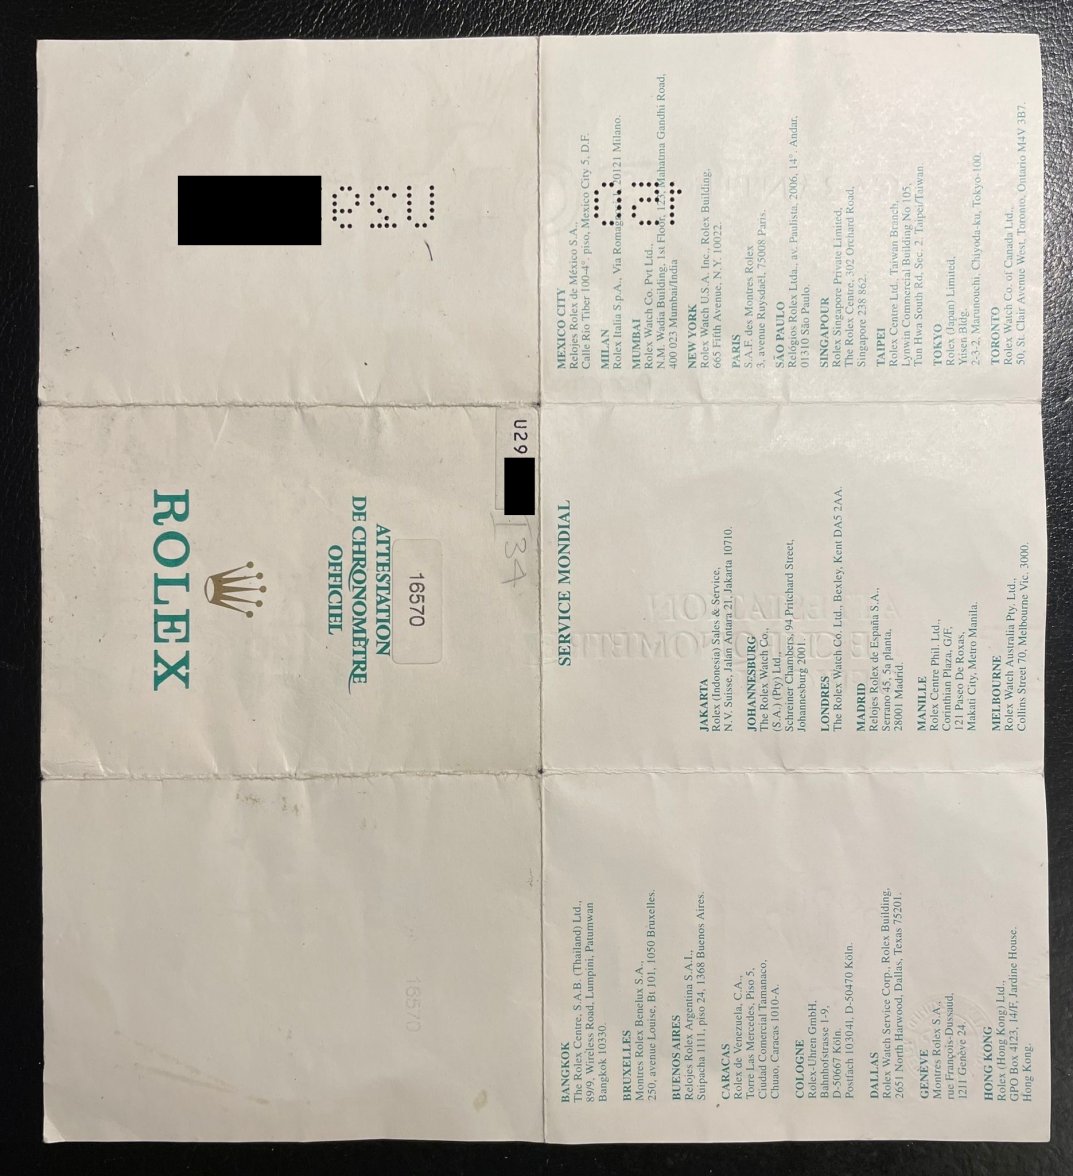 ROLEX
ATTESTATION
DE CHRONOMÈTRE
OFFICIEL
16570
U29
134
SERVICE MONDIAL
BANGKOK
The Rolex Centre, S.A.B. (Thailand) Ltd.,
89/9, Wireless Road, Lumpini, Patumwan
Bangkok 10330.
BRUXELLES
Montres Rolex Benelux S.A.,
250, avenue Louise, Bt 101, 1050 Bruxelles.
BUENOS AIRES
Relojes Rolex Argentina S.A.I.,
Suipacha 1111, piso 24, 1368 Buenos Aires.
CARACAS
Rolex de Venezuela, C.A.,
Torre Las Mercedes, Piso 5,
Ciudad Comercial Tamanaco,
Chuao, Caracas 1010-A.
COLOGNE
Rolex-Uhren GmbH,
Bahnhofstrasse 1-9,
D-50667 Köln.
Postfach 103041, D-50470 Köln.
DALLAS
Rolex Watch Service Corp., Rolex Building,
2651 North Harwood, Dallas, Texas 75201.
GENÈVE
Montres Rolex S.A.,
rue François-Dussaud,
1211 Genève 24.
HONG KONG
Rolex (Hong Kong) Ltd.,
GPO Box 4123, 14/F, Jardine House,
Hong Kong.
JAKARTA
Rolex (Indonesia) Sales & Service,
N.V. Suisse, Jalan Antara 21, Jakarta 10710.
JOHANNESBURG
The Rolex Watch Co.,
(S.A.) (Pty) Ltd.,
Schreiner Chambers, 94 Pritchard Street,
Johannesburg 2001.
LONDRES
The Rolex Watch Co. Ltd., Bexley, Kent DA5 2AA.
MADRID
Relojes Rolex de España S.A.,
Serrano 45, 5a planta,
28001 Madrid.
MANILLE
Rolex Centre Phil. Ltd.,
Corinthian Plaza, G/F,
121 Paseo De Roxas,
Makati City, Metro Manila.
MELBOURNE
Rolex Watch Australia Pty. Ltd.,
Collins Street 70, Melbourne Vic. 3000.
MEXICO CITY
Relojes Rolex de México S.A.,
Calle Rio Tiber 100-4° piso, Mexico City 5, D.F.
MILAN
Rolex Italia S.p.A., Via 20121 Milano.
MUMBAI
Rolex Watch Co. Pvt Ltd.,
N.M. Wadia Building, 1st Floor, 123, Mahatma Gandhi Road,
400 023 Mumbai/India
NEW YORK
Rolex Watch U.S.A. Inc., Rolex Building,
665 Fifth Avenue, N.Y. 10022.
PARIS
S.A.F. des Montres Rolex
3, avenue Ruysdaël, 75008 Paris.
SÃO PAULO
Relógios Rolex Ltda., av. Paulista, 2006, 14°. Andar,
01310 São Paulo.
SINGAPOUR
Rolex Singapore Private Limited,
The Rolex Centre, 302 Orchard Road,
Singapore 238 862.
TAIPEI
Rolex Centre Ltd., Taiwan Branch,
Lynwin Commercial Building No 105,
Tun Hwa South Rd, Sec. 2. Taipei/Taiwan
TOKYO
Rolex (Japan) Limited,
Yusen Bldg.
2-3-2, Marunouchi, Chiyoda-ku, Tokyo-100.
TORONTO
Rolex Watch Co. of Canada Ltd.,
50, St. Clair Avenue West, Toronto, Ontario M4V 3B7.